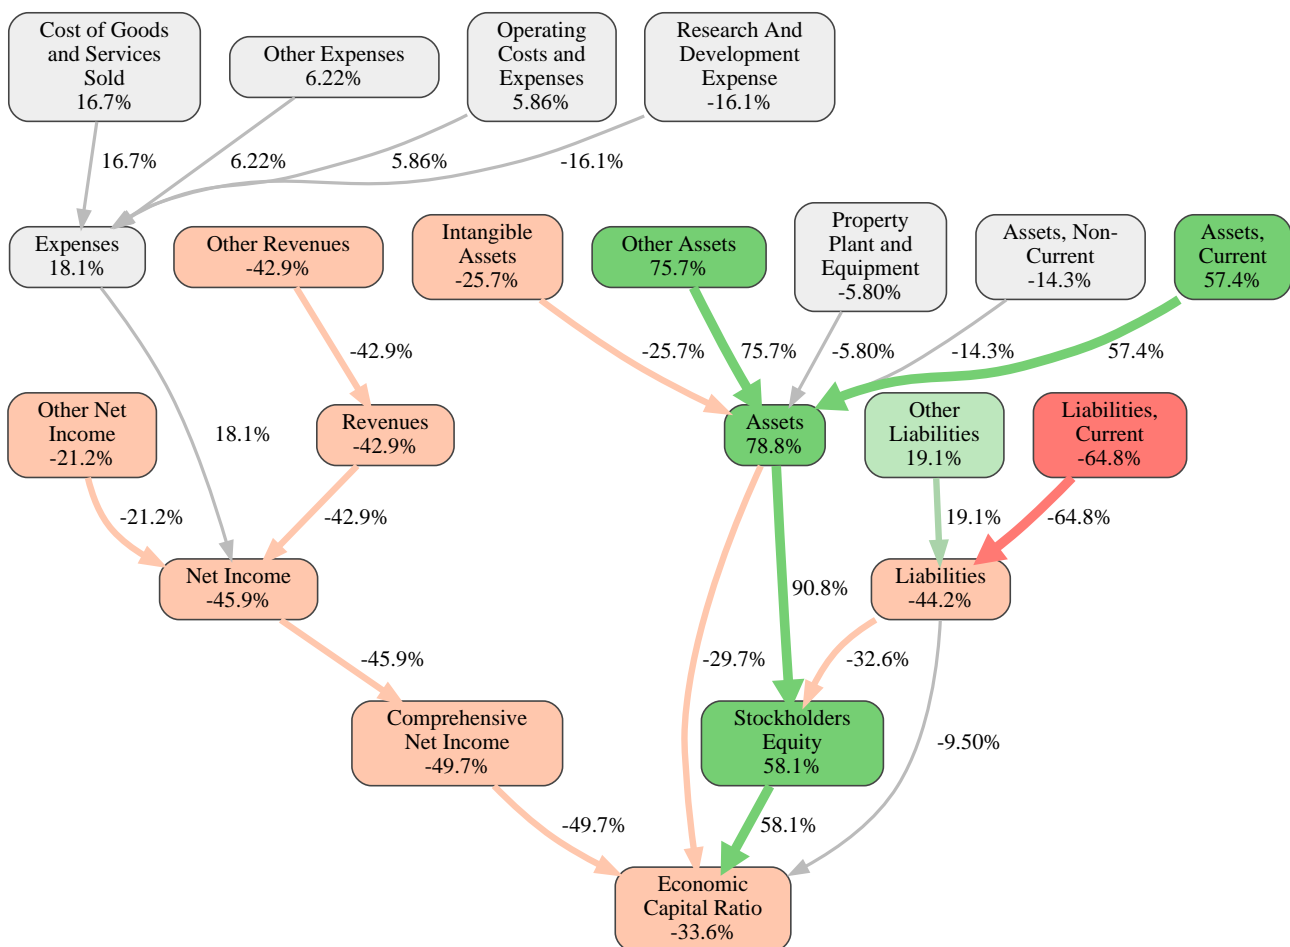 Cost of Goods
and Services
Sold
16.7%
Other Expenses
6.22%
Operating
Costs and
Expenses
5.86%
Research And
Development
Expense
-16.1%
16.7%
6.22%
5.86%
-16.1%
Expenses
18.1%
Other Revenues
-42.9%
Intangible
Assets
-25.7%
Other Assets
75.7%
Property
Plant and
Equipment
-5.80%
Assets, Non-
Current
-14.3%
Assets,
Current
57.4%
-42.9%
-25.7%
75.7%
-5.80%
-14.3%
57.4%
Other Net
Income
-21.2%
18.1%
Revenues
-42.9%
Assets
78.8%
Other
Liabilities
19.1%
Liabilities,
Current
-64.8%
-21.2%
-42.9%
19.1%
-64.8%
Net Income
-45.9%
90.8%
Liabilities
-44.2%
-45.9%
-29.7%
-32.6%
Comprehensive
Net Income
-49.7%
Stockholders
Equity
58.1%
-9.50%
-49.7%
58.1%
Economic
Capital Ratio
-33.6%